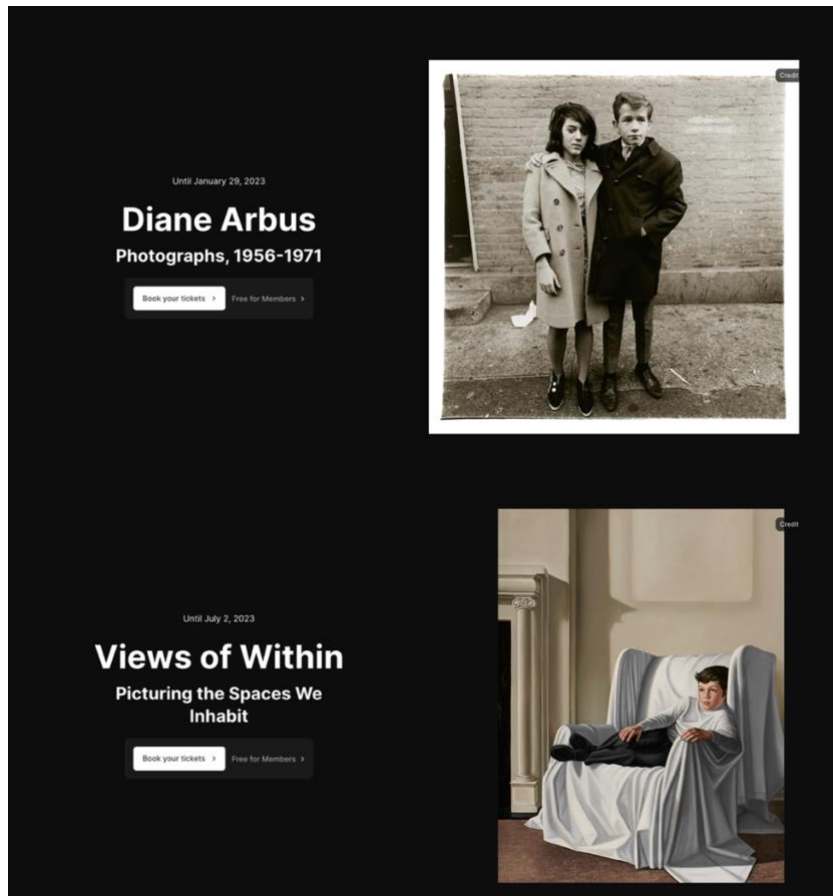 Credit
Until January 29, 2023
Diane Arbus
Photographs, 1956-1971
Book your tickets >
Free for Members >
Credit
Until July 2, 2023
Views of Within
Picturing the Spaces We
Inhabit
Book your tickets >
Free for Members >